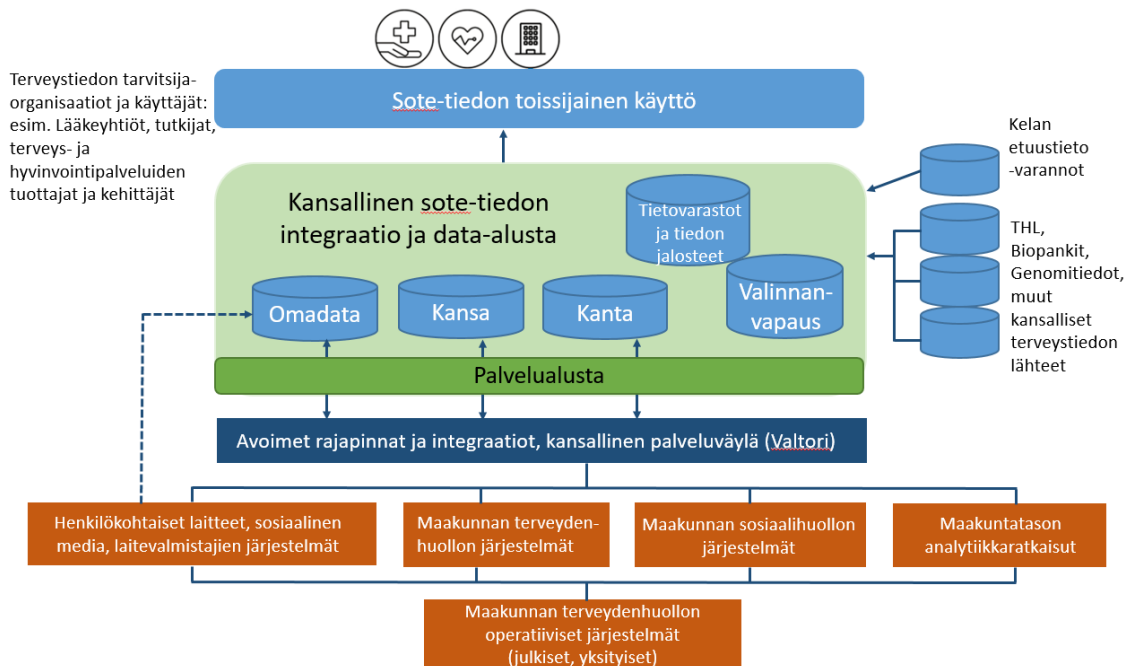 Terveystiedon tarvitsija-
organisaatiot ja käyttäjät:
esim. Lääkeyhtiöt, tutkijat,
terveys- ja
hyvinvointipalveluiden
tuottajat ja kehittäjät
Sote-tiedon toissijainen käyttö
Kelan
etuustieto
-varannot
Kansallinen sote-tiedon
integraatio ja data-alusta
Tietovarastot
ja tiedon
jalosteet
THL,
Biopankit,
Genomitiedot,
muut
kansalliset
terveystiedon
lähteet
Omadata
Kansa
Kanta
Valinnan-
vapaus
Palvelualusta
Avoimet rajapinnat ja integraatiot, kansallinen palveluväylä (Valtori)
Henkilökohtaiset laitteet, sosiaalinen
media, laitevalmistajien järjestelmät
Maakunnan terveyden-
huollon järjestelmät
Maakunnan sosiaalihuollon
järjestelmät
Maakuntatason
analytiikkaratkaisut
Maakunnan terveydenhuollon
operatiiviset järjestelmät
(julkiset, yksityiset)